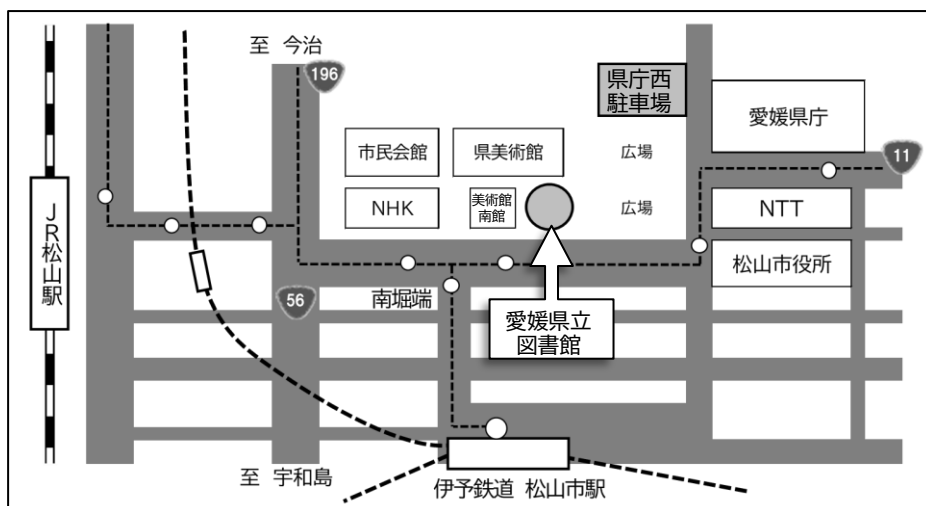 至 今治
196
県庁西
駐車場
愛媛県庁
11
市民会館
県美術館
広場
JR松山駅
NHK
美術館
南館
広場
NTT
松山市役所
56
南堀端
愛媛県立
図書館
至 宇和島
伊予鉄道 松山市駅